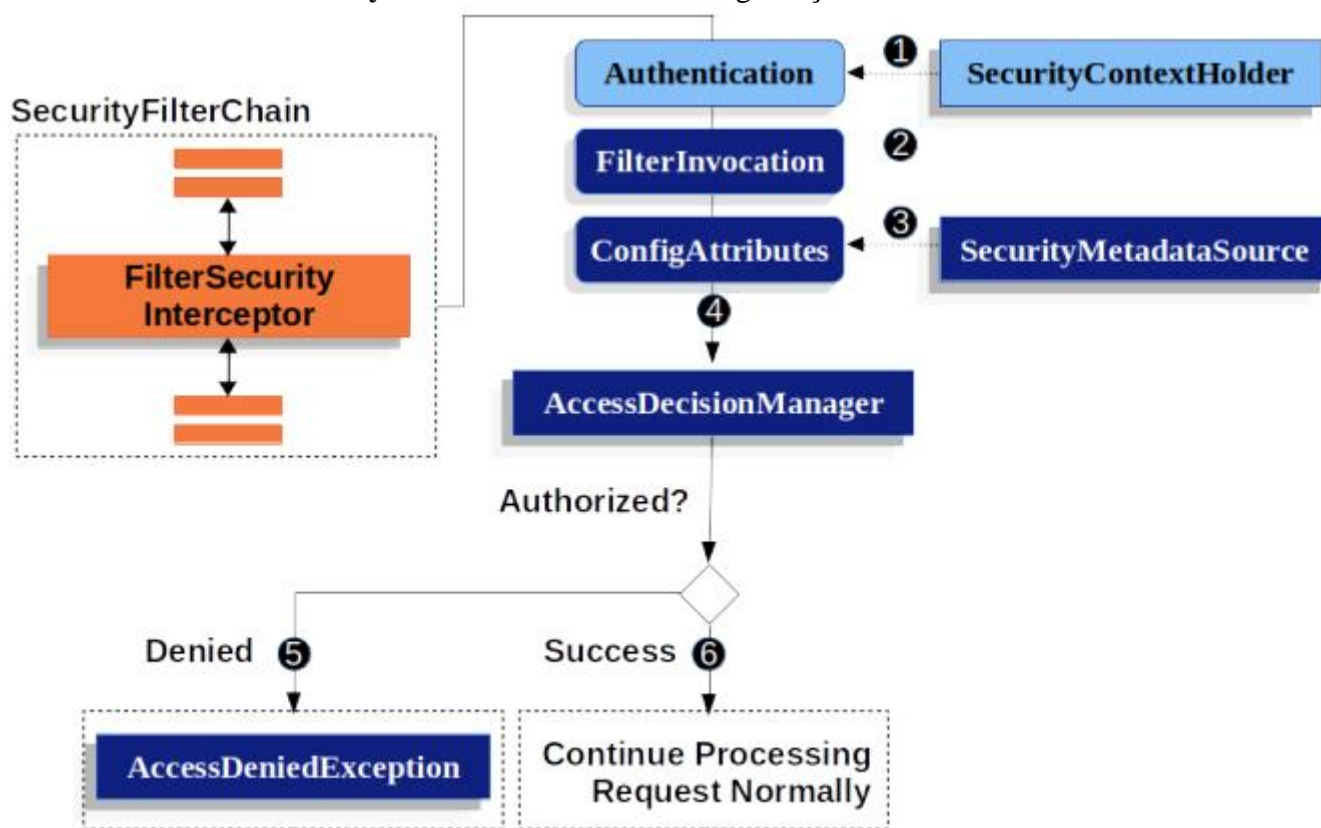 Authentication
1
SecurityContextHolder
SecurityFilterChain
FilterInvocation
2
ConfigAttributes
3
SecurityMetadataSource
FilterSecurity
Interceptor
4
AccessDecisionManager
Authorized?
Denied
5
Success
6
AccessDeniedException
Continue Processing
Request Normally